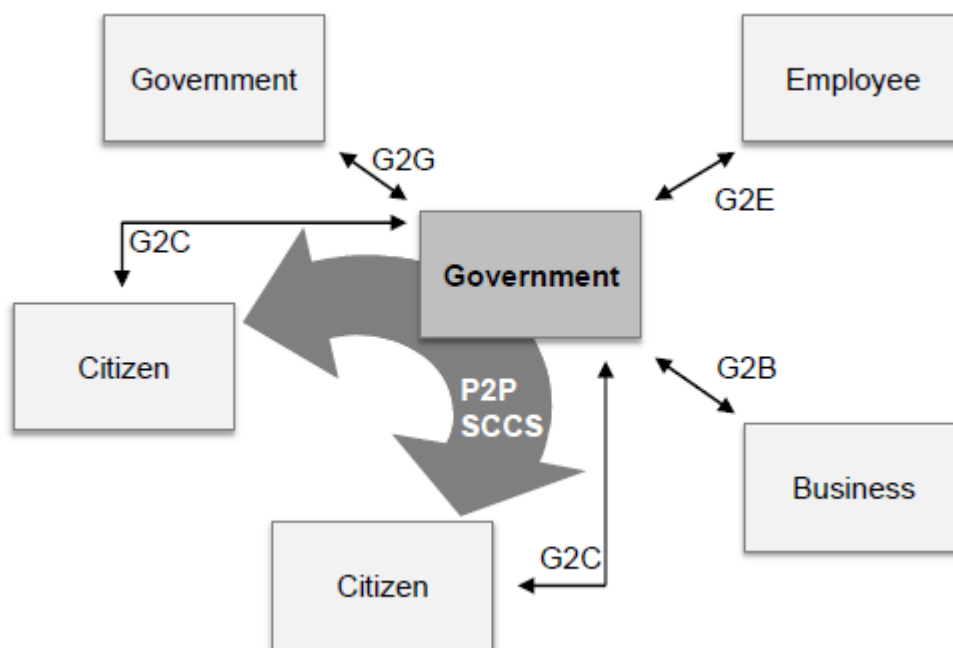 Government
Employee
G2G
G2E
G2C
Government
Citizen
G2B
P2P
SCCS
Business
G2C
Citizen